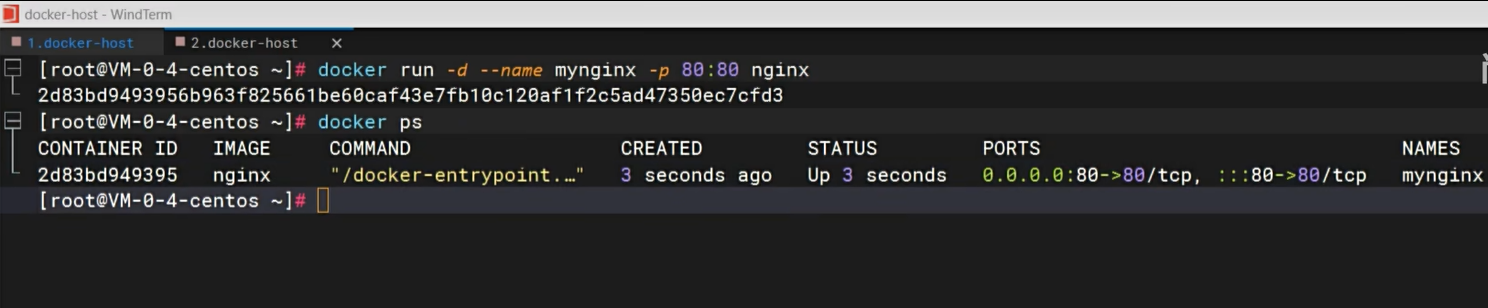 docker-host - WindTerm
1.docker-host 2.docker-host ×
[root@VM-0-4-centos ~]# docker run -d --name mynginx -p 80:80 nginx
2d83bd9493956b963f825661be60caf43e7fb10c120af1f2c5ad47350ec7cfd3
[root@VM-0-4-centos ~]# docker ps
CONTAINER ID IMAGE COMMAND CREATED STATUS PORTS NAMES
2d83bd949395 nginx "/docker-entrypoint.…" 3 seconds ago Up 3 seconds 0.0.0.0:80->80/tcp, :::80->80/tcp mynginx
[root@VM-0-4-centos ~]#